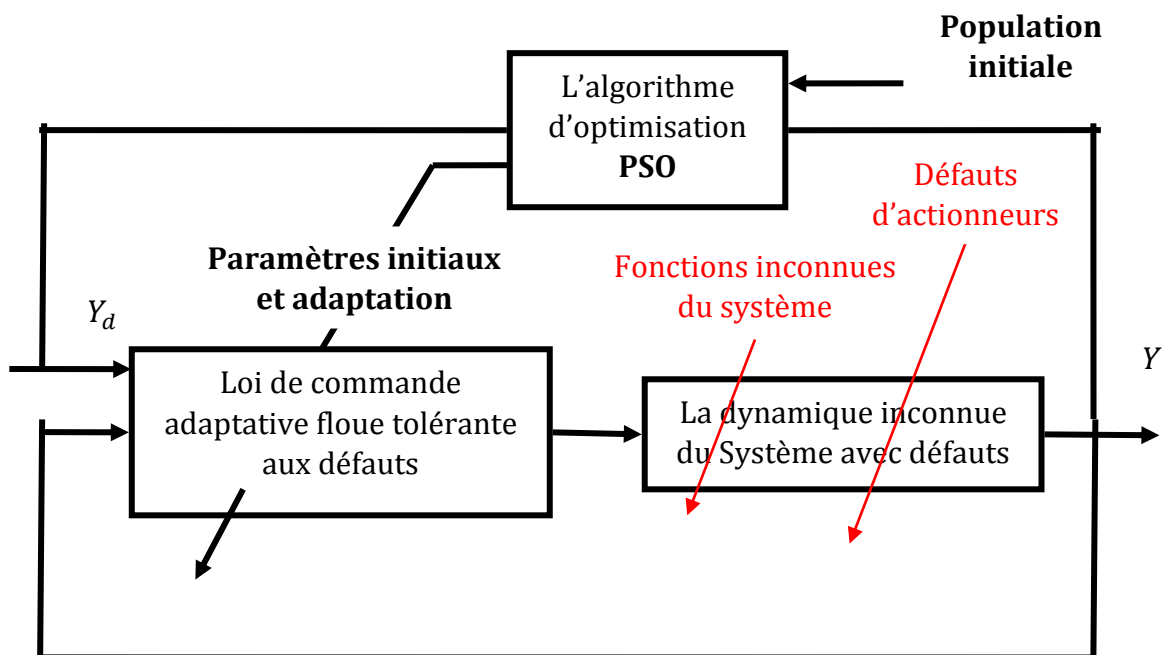 Population
initiale
L'algorithme
d'optimisation
PSO
Défauts
d'actionneurs
Paramètres initiaux
et adaptation
Fonctions inconnues
du système
Y_d
Loi de commande
adaptative floue tolérante
aux défauts
La dynamique inconnue
du Système avec défauts
Y